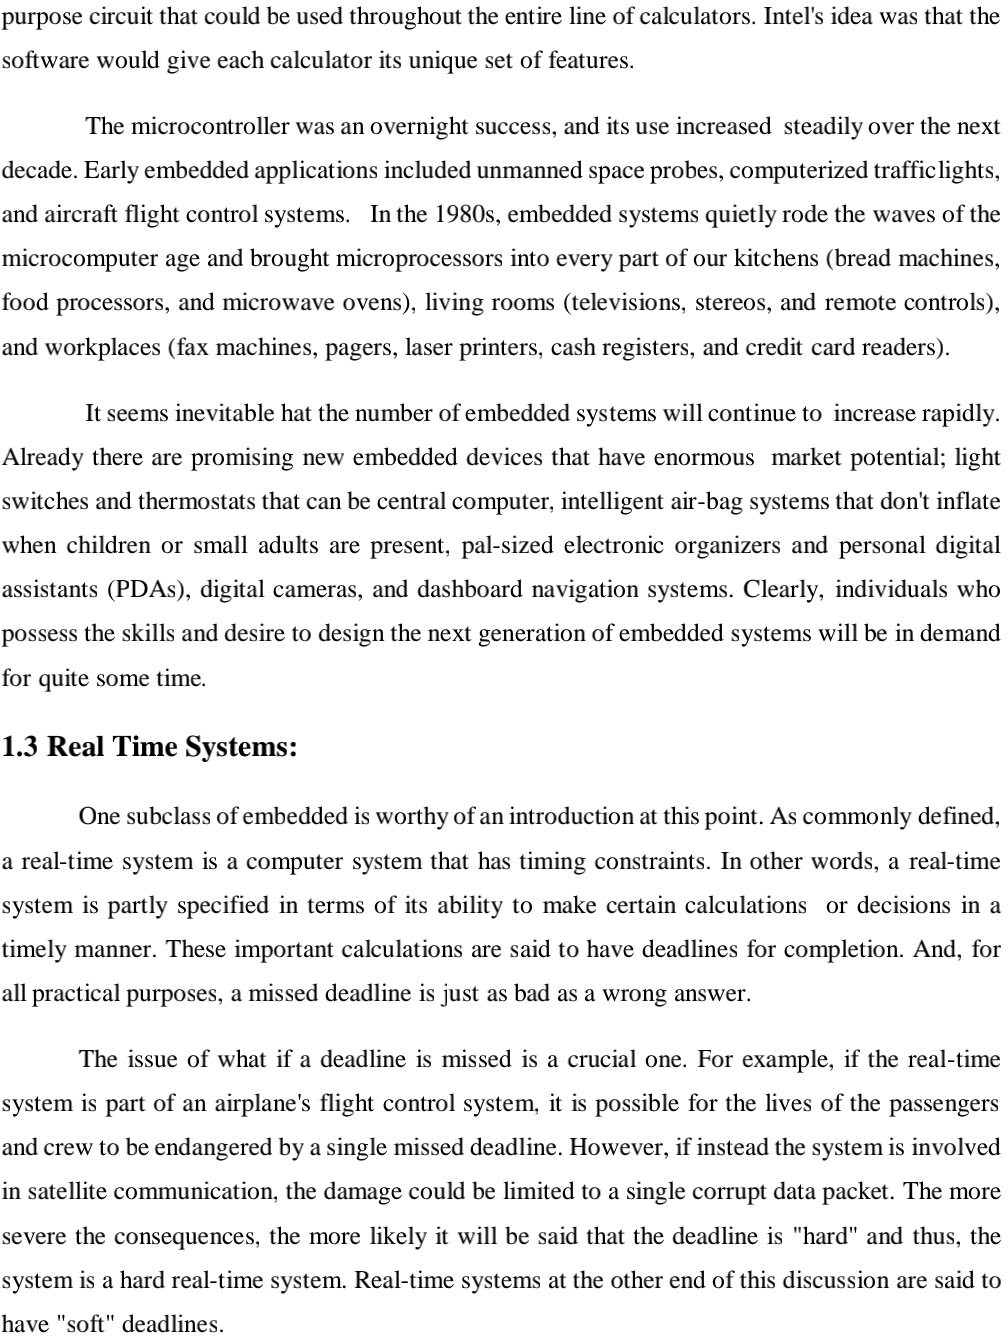 purpose circuit that could be used throughout the entire line of calculators. Intel's idea was that the
software would give each calculator its unique set of features.
The microcontroller was an overnight success, and its use increased steadily over the next
decade. Early embedded applications included unmanned space probes, computerized trafficlights,
and aircraft flight control systems. In the 1980s, embedded systems quietly rode the waves of the
microcomputer age and brought microprocessors into every part of our kitchens (bread machines,
food processors, and microwave ovens), living rooms (televisions, stereos, and remote controls),
and workplaces (fax machines, pagers, laser printers, cash registers, and credit card readers).
It seems inevitable hat the number of embedded systems will continue to increase rapidly.
Already there are promising new embedded devices that have enormous market potential; light
switches and thermostats that can be central computer, intelligent air-bag systems that don't inflate
when children or small adults are present, pal-sized electronic organizers and personal digital
assistants (PDAs), digital cameras, and dashboard navigation systems. Clearly, individuals who
possess the skills and desire to design the next generation of embedded systems will be in demand
for quite some time.
1.3 Real Time Systems:
One subclass of embedded is worthy of an introduction at this point. As commonly defined,
a real-time system is a computer system that has timing constraints. In other words, a real-time
system is partly specified in terms of its ability to make certain calculations or decisions in a
timely manner. These important calculations are said to have deadlines for completion. And, for
all practical purposes, a missed deadline is just as bad as a wrong answer.
The issue of what if a deadline is missed is a crucial one. For example, if the real-time
system is part of an airplane's flight control system, it is possible for the lives of the passengers
and crew to be endangered by a single missed deadline. However, if instead the system is involved
in satellite communication, the damage could be limited to a single corrupt data packet. The more
severe the consequences, the more likely it will be said that the deadline is "hard" and thus, the
system is a hard real-time system. Real-time systems at the other end of this discussion are said to
have "soft" deadlines.